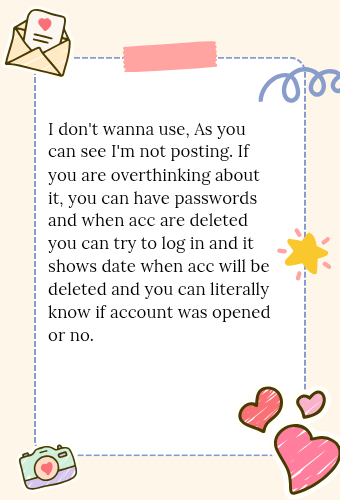 I don't wanna use, As you
can see I'm not posting. If
you are overthinking about
it, you can have passwords
and when acc are deleted
you can try to log in and it
shows date when acc will be
deleted and you can literally
know if account was opened
or no.